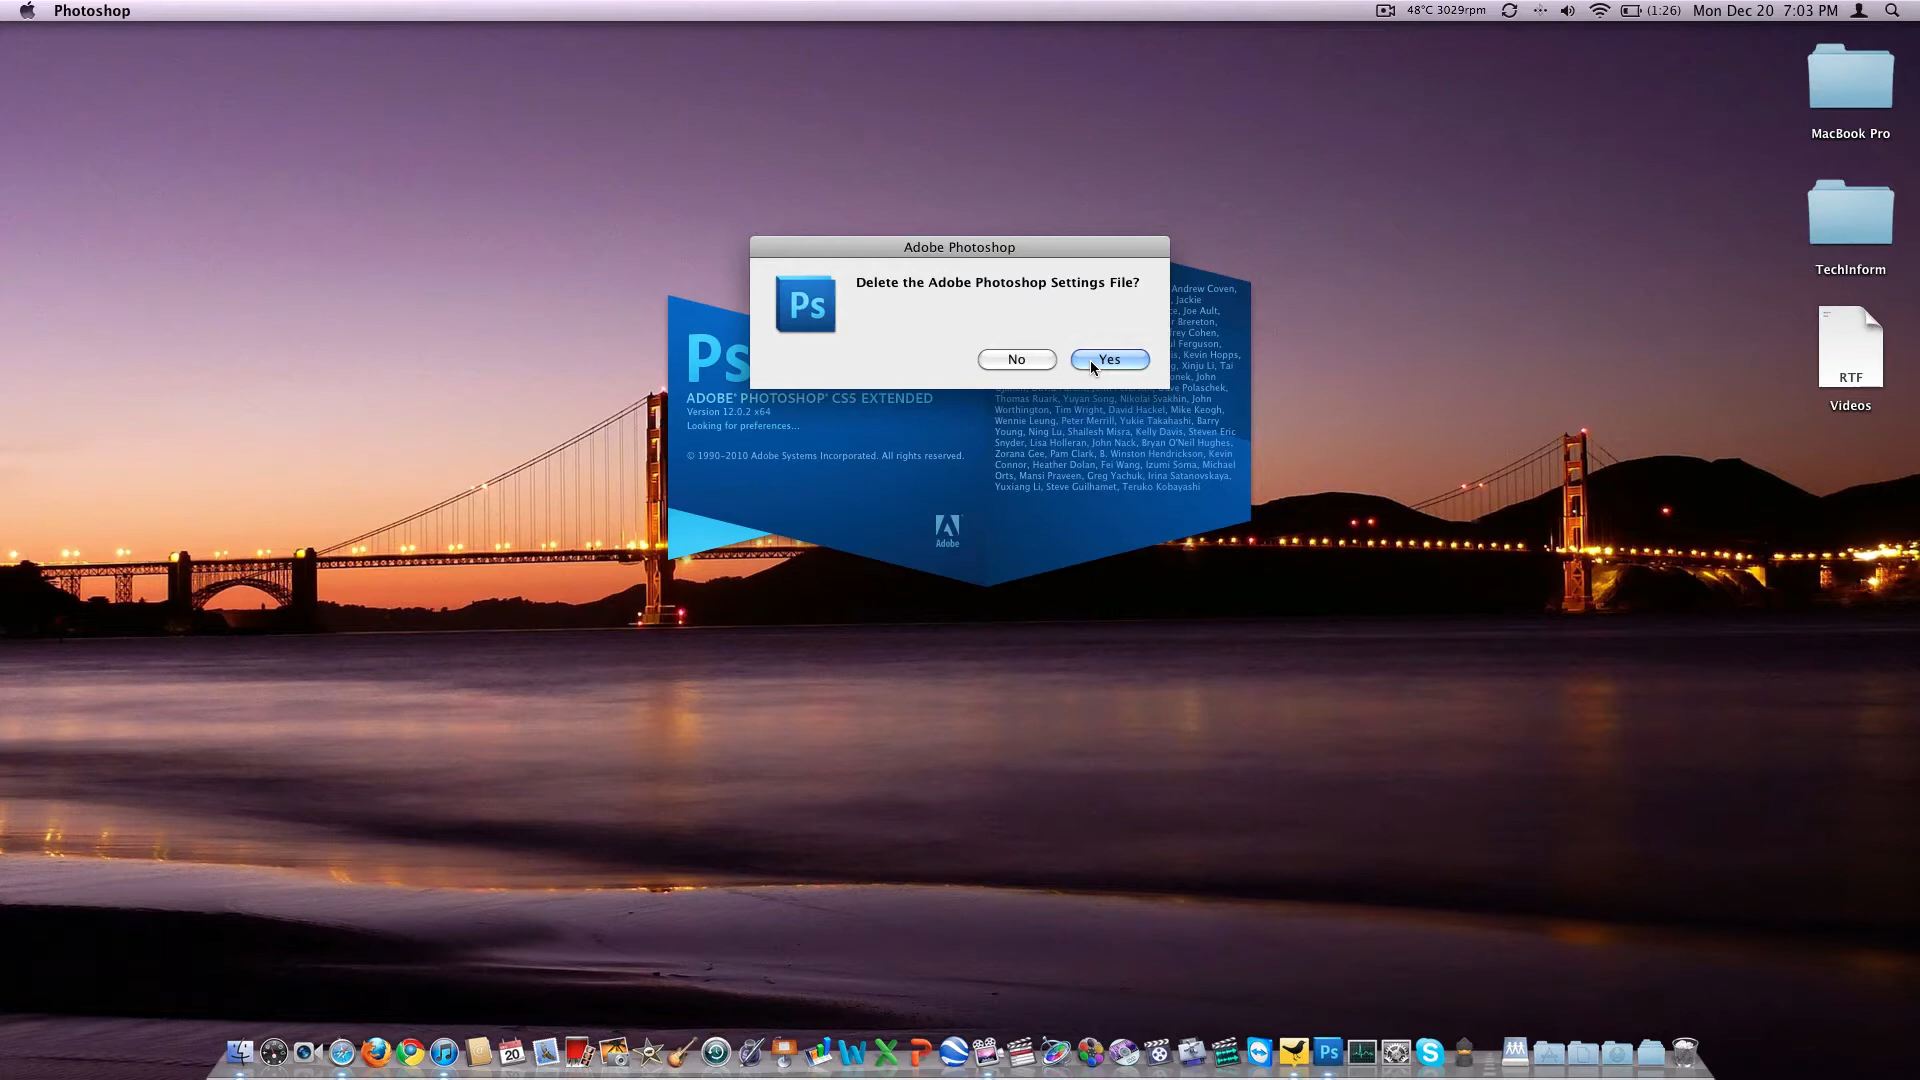 Photoshop
48°C 3029rpm
(1:26)
Mon Dec 20 7:03 PM
MacBook Pro
TechInform
RTF
Videos
Adobe Photoshop
Delete the Adobe Photoshop Settings File?
Ps
No
Yes
Ps
ADOBE® PHOTOSHOP® CS5 EXTENDED
Version 12.0.2 x64
Looking for preferences...
© 1990-2010 Adobe Systems Incorporated. All rights reserved.
Andrew Coven,
, Jackie
, Joe Ault,
Brereton,
Cohen,
Ferguson,
, Kevin Hopps,
, Xinju Li, Tai
John
Polaschek,
Thomas Ruark, Yuyan Song, Nikolai Svakhin, John
Worthington, Tim Wright, David Hackel, Mike Keogh,
Wennie Leung, Peter Merrill, Yukie Takahashi, Barry
Young, Ning Lu, Shailesh Misra, Kelly Davis, Steven Eric
Snyder, Lisa Holleran, John Nack, Bryan O'Neil Hughes,
Zorana Gee, Pam Clark, B. Winston Hendrickson, Kevin
Connor, Heather Dolan, Fei Wang, Izumi Soma, Michael
Orts, Mansi Praveen, Greg Yachuk, Irina Satanovskaya,
Yuxiang Li, Steve Guilhamet, Teruko Kobayashi
Adobe
20
Ps